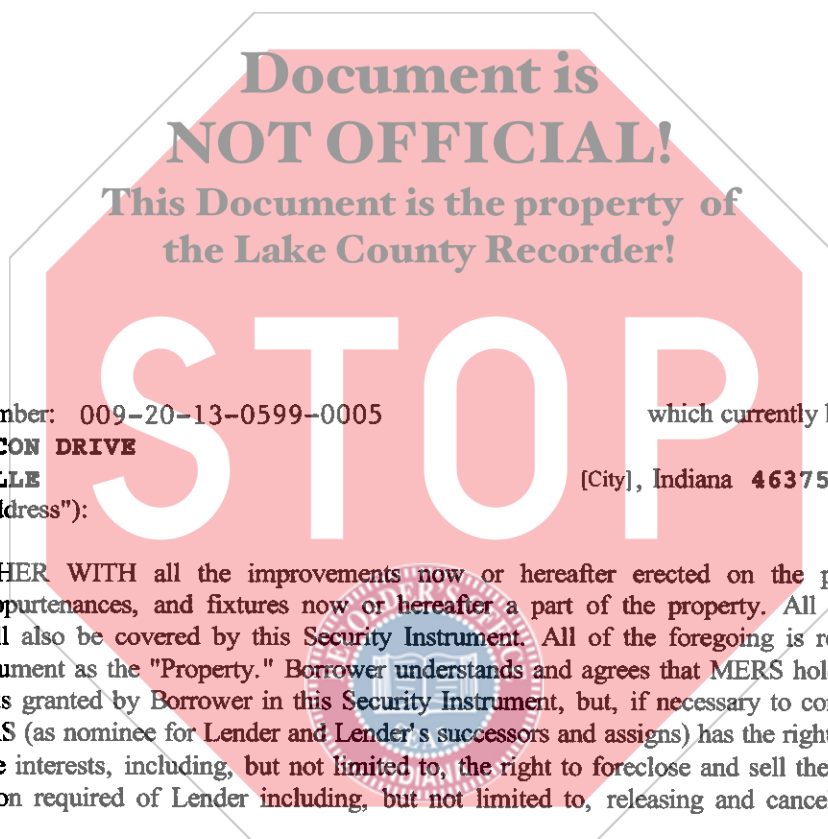 Document is
NOT OFFICIAL!
This Document is the property of
the Lake County Recorder!
STOP
mber: 009-20-13-0599-0005 which currently
CON DRIVE
LLE [City], Indiana 46375
ldress"):
HER WITH all the improvements now or hereafter erected on the p
ppurtenances, and fixtures now or hereafter a part of the property. All
ll also be covered by this Security Instrument. All of the foregoing is re
ument as the "Property." Borrower understands and agrees that MERS hol
ts granted by Borrower in this Security Instrument, but, if necessary to co
RS (as nominee for Lender and Lender's successors and assigns) has the right
e interests, including, but not limited to, the right to foreclose and sell the
on required of Lender including, but not limited to, releasing and cancel